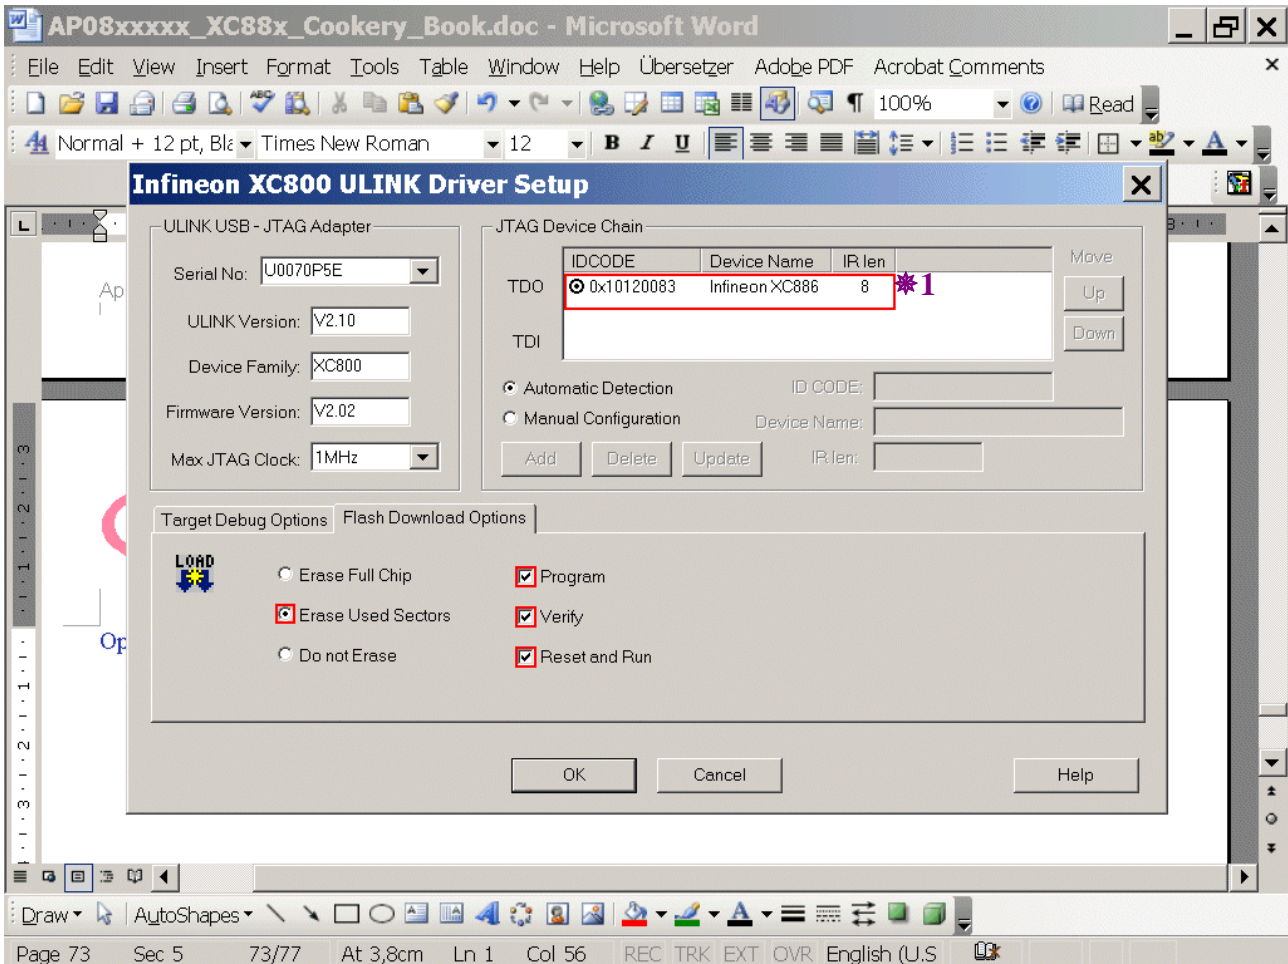 AP08xxxxx_XC88x_Cookery_Book.doc - Microsoft Word
File Edit View Insert Format Tools Table Window Help Übersetzer Adobe PDF Acrobat Comments
100% Read
Normal + 12 pt, Bla Times New Roman 12 B I U
Infineon XC800 ULINK Driver Setup
ULINK USB - JTAG Adapter
Serial No: U0070P5E
ULINK Version: V2.10
Device Family: XC800
Firmware Version: V2.02
Max JTAG Clock: 1MHz
JTAG Device Chain
IDCODE Device Name IR len Move
TDO 0x10120083 Infineon XC886 8 ✵1 Up
TDI Down
Automatic Detection ID CODE:
Manual Configuration Device Name:
Add Delete Update IR len:
Ap
Target Debug Options Flash Download Options
LOAD
Erase Full Chip Program
Erase Used Sectors Verify
Do not Erase Reset and Run
Op
OK Cancel Help
Draw AutoShapes
Page 73 Sec 5 73/77 At 3,8cm Ln 1 Col 56 REC TRK EXT OVR English (U.S